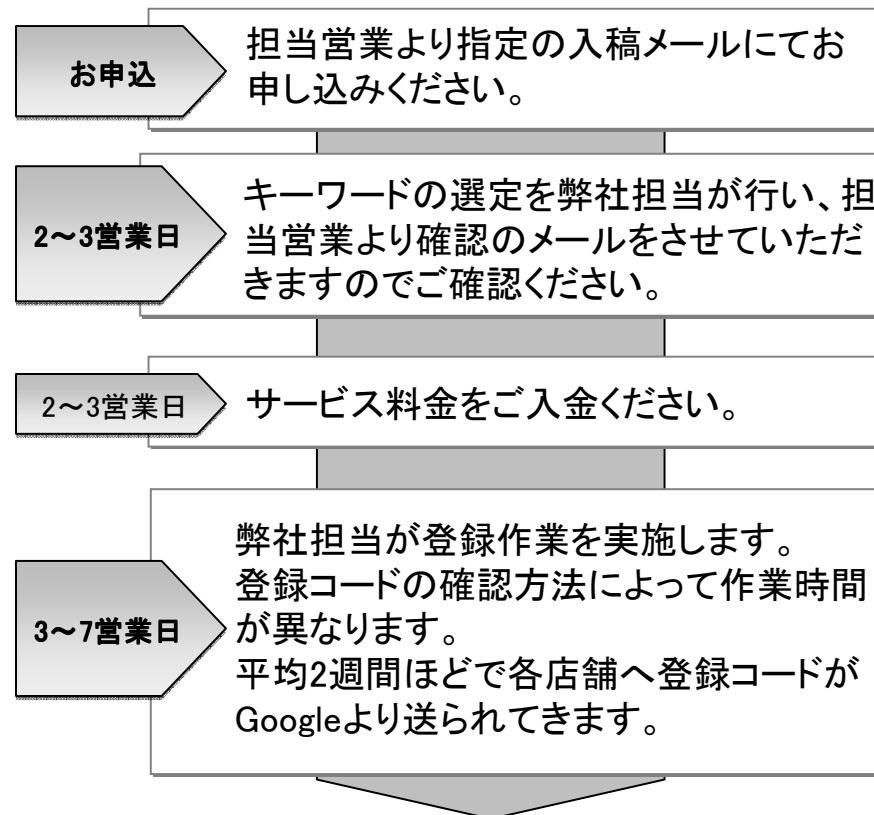 お申込
担当営業より指定の入稿メールにてお
申し込みください。
2～3営業日
キーワードの選定を弊社担当が行い、担
当営業より確認のメールをさせていただ
きますのでご確認ください。
2～3営業日
サービス料金をご入金ください。
3～7営業日
弊社担当が登録作業を実施します。
登録コードの確認方法によって作業時間
が異なります。
平均2週間ほどで各店舗へ登録コードが
Googleより送られてきます。